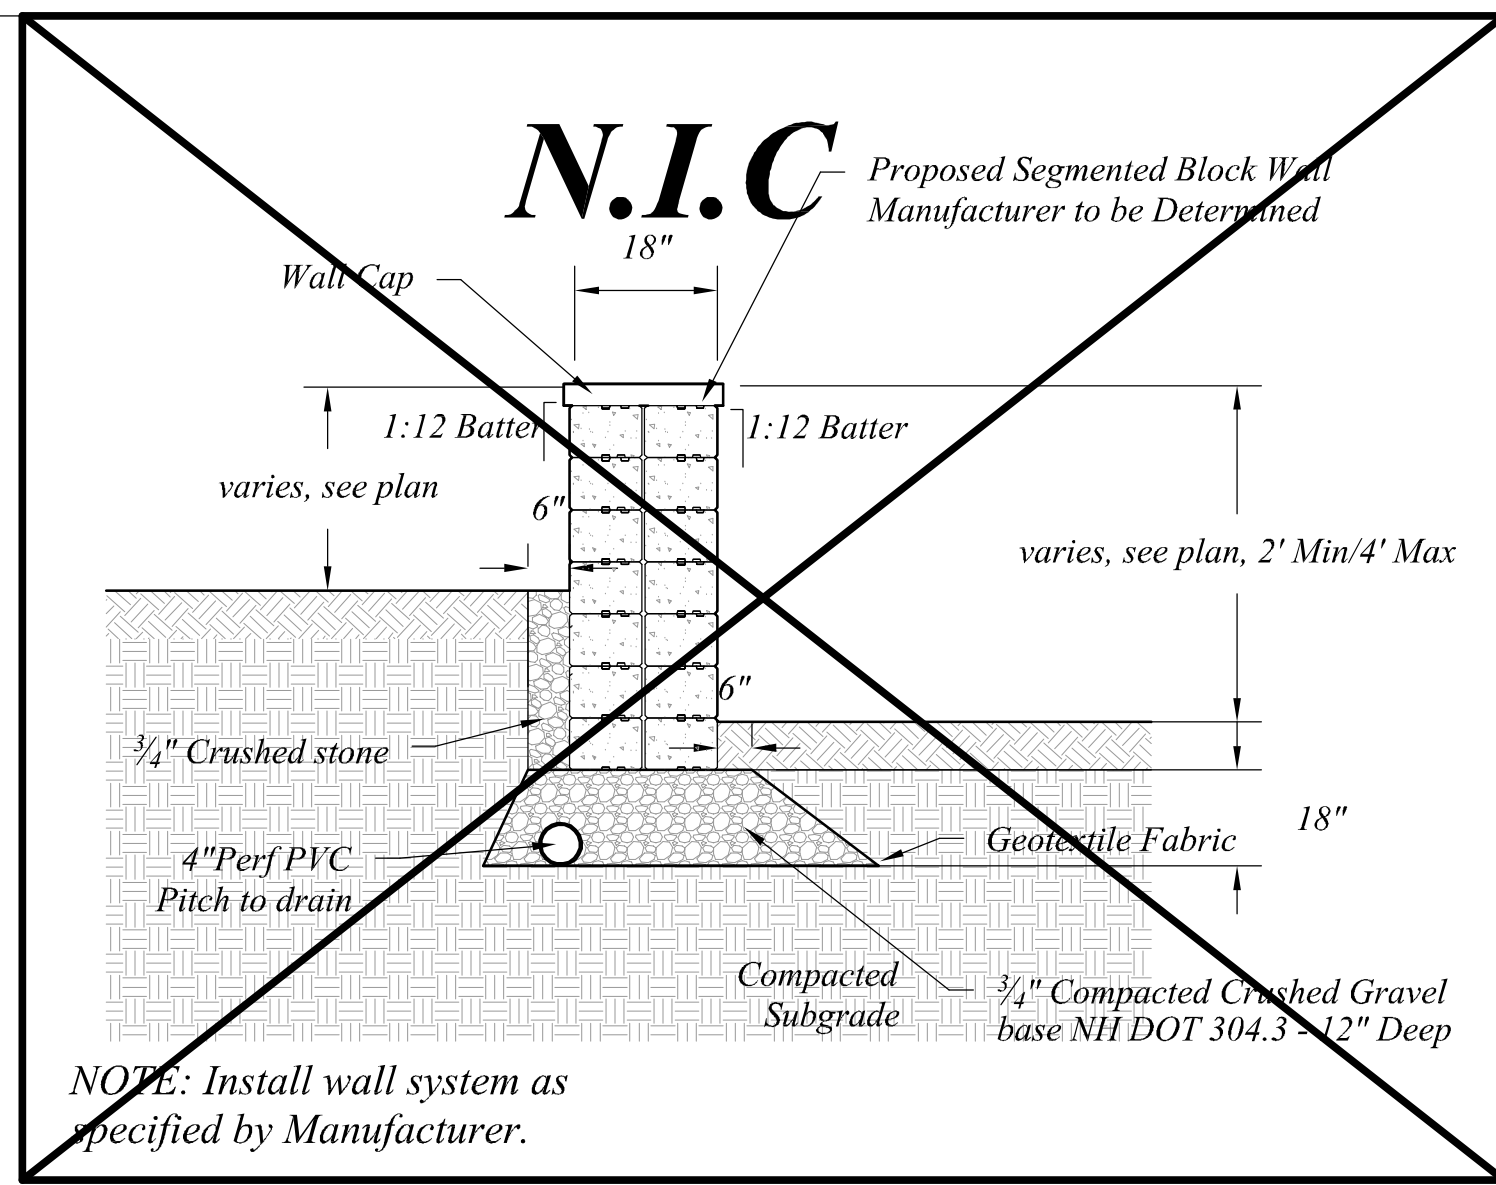 N.I.C
Proposed Segmented Block Wall
Manufacturer to be Determined
18"
Wall Cap
1:12 Batter
1:12 Batter
varies, see plan
6"
varies, see plan, 2' Min/4' Max
6"
3/4" Crushed stone
18"
Geotextile Fabric
4"Perf PVC
Pitch to drain
Compacted
Subgrade
3/4" Compacted Crushed Gravel
base NH DOT 304.3 - 12" Deep
NOTE: Install wall system as
specified by Manufacturer.